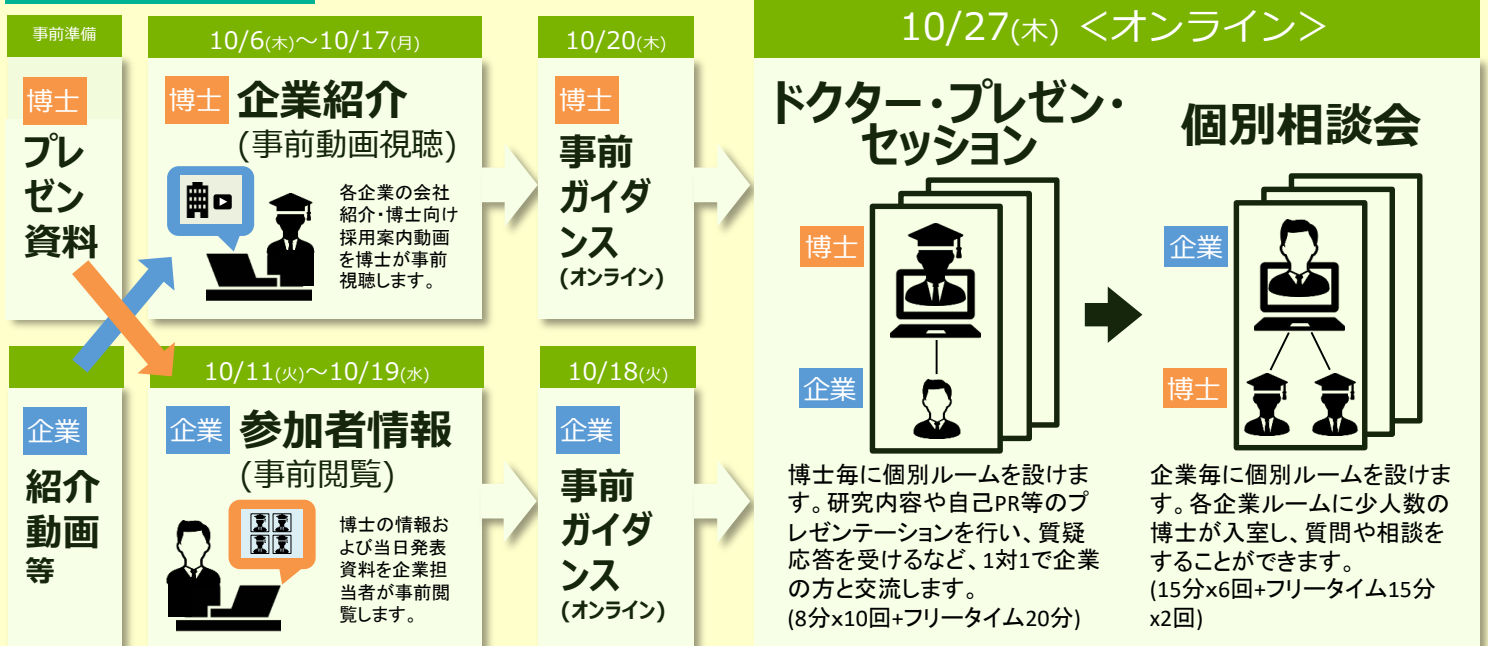 事前準備
博士
プレ
ゼン
資料
10/6(木)～10/17(月)
博士 企業紹介
(事前動画視聴)
各企業の会社
紹介・博士向け
採用案内動画
を博士が事前
視聴します。
10/20(木)
博士
事前
ガイダ
ンス
(オンライン)
企業
紹介
動画
等
10/11(火)～10/19(水)
企業 参加者情報
(事前閲覧)
博士の情報お
よび当日発表
資料を企業担
当者が事前閲
覧します。
10/18(火)
企業
事前
ガイダ
ンス
(オンライン)
10/27(木) ＜オンライン＞
ドクター・プレゼン・
セッション
博士
企業
博士毎に個別ルームを設けま
す。研究内容や自己PR等のプ
レゼンテーションを行い、質疑
応答を受けるなど、1対1で企業
の方と交流します。
(8分x10回+フリータイム20分)
個別相談会
企業
博士
企業毎に個別ルームを設けま
す。各企業ルームに少人数の
博士が入室し、質問や相談を
することができます。
(15分x6回+フリータイム15分
x2回)